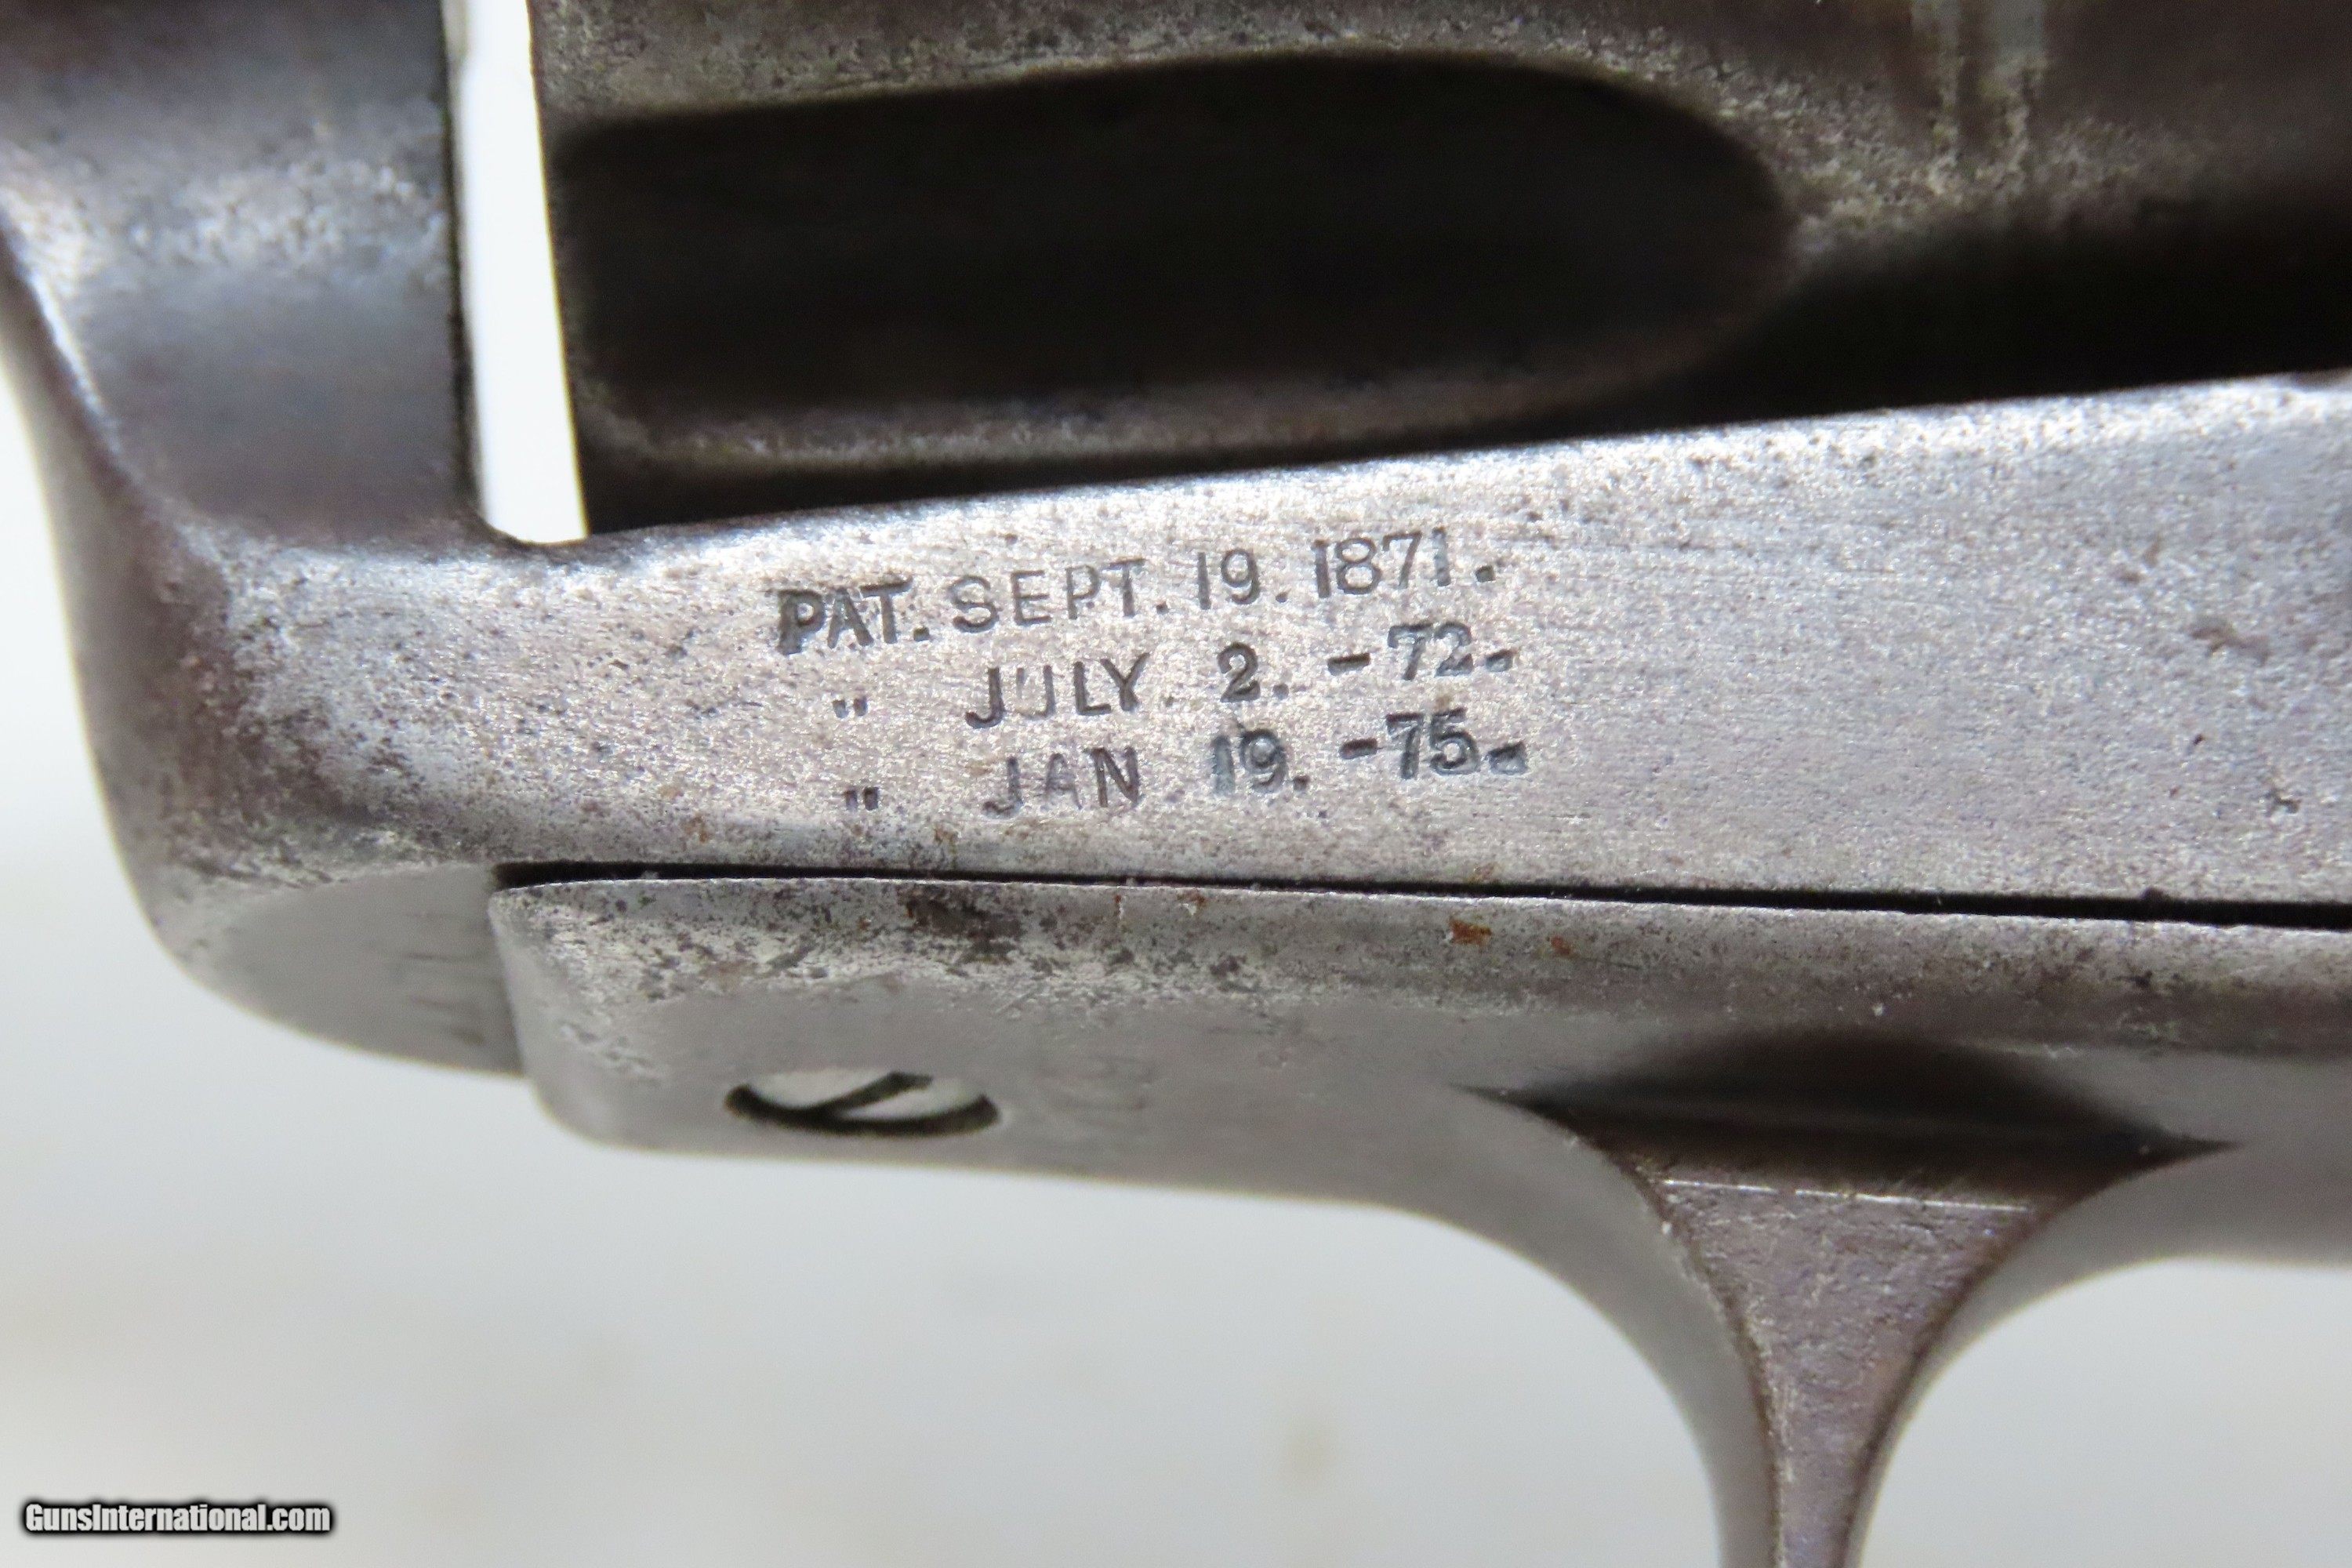 PAT. SEPT. 19. 1871.
" JULY. 2. -72.
" JAN 19. -75.
GunsInternational.com